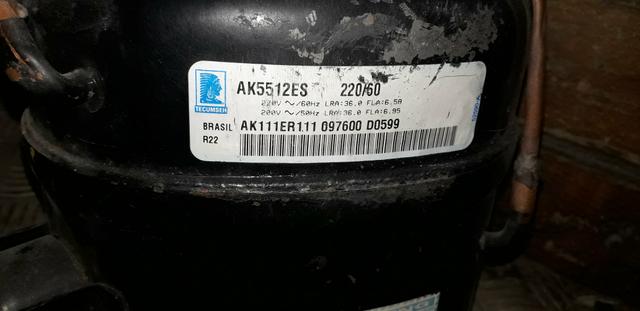 TECUMSEH
AK5512ES 220/60
220V ~/60Hz LRA:36.0 FLA:6.58
200V ~/50Hz LRA:36.0 FLA:6.95
BRASIL AK111ER111 097600 D0599
R22